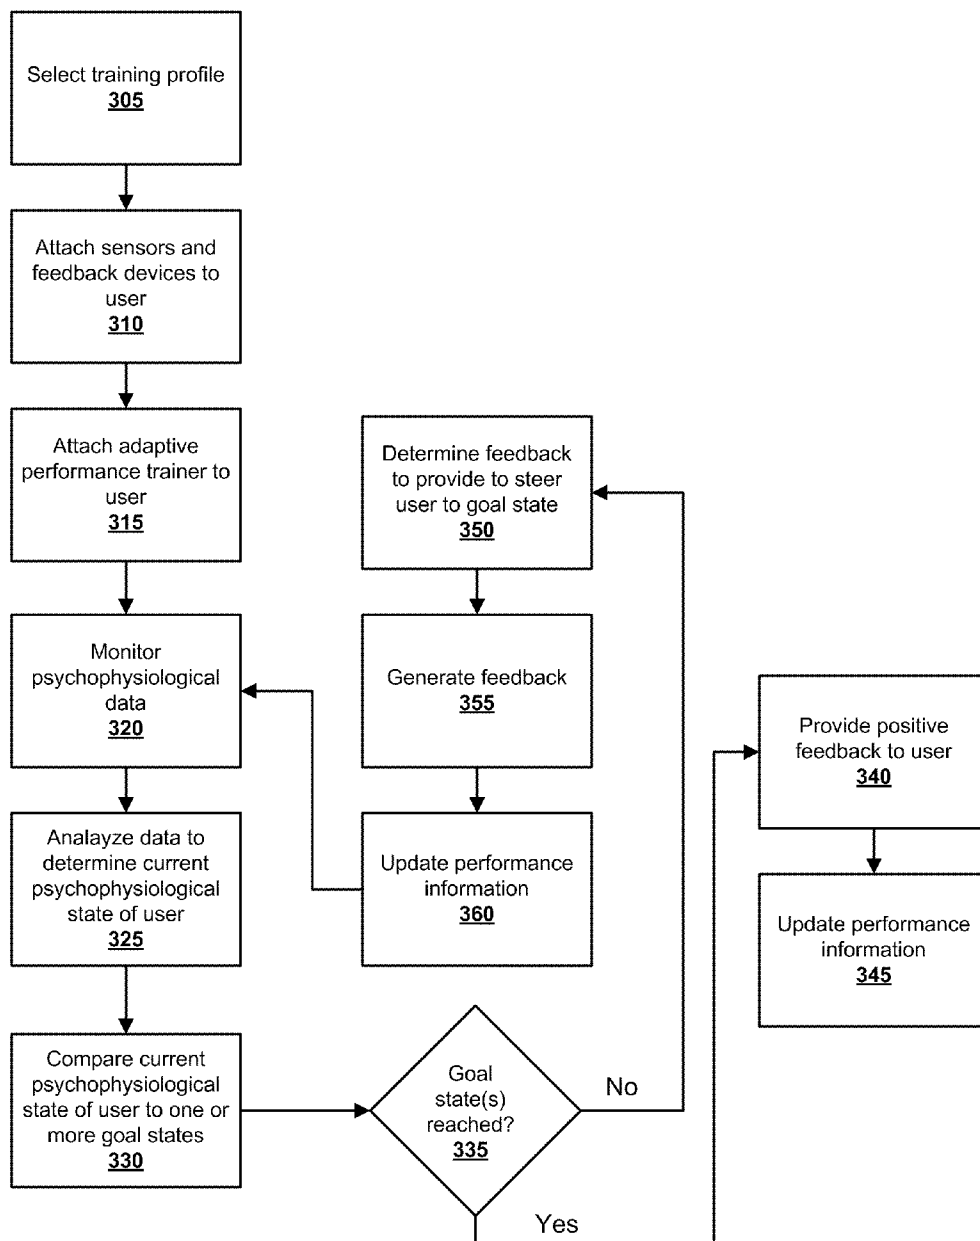 Select training profile
305
Attach sensors and
feedback devices to
user
310
Attach adaptive
performance trainer to
user
315
Monitor
psychophysiological
data
320
Analayze data to
determine current
psychophysiological
state of user
325
Compare current
psychophysiological
state of user to one or
more goal states
330
Goal
state(s)
reached?
335
No
Yes
Determine feedback
to provide to steer
user to goal state
350
Generate feedback
355
Update performance
information
360
Provide positive
feedback to user
340
Update performance
information
345